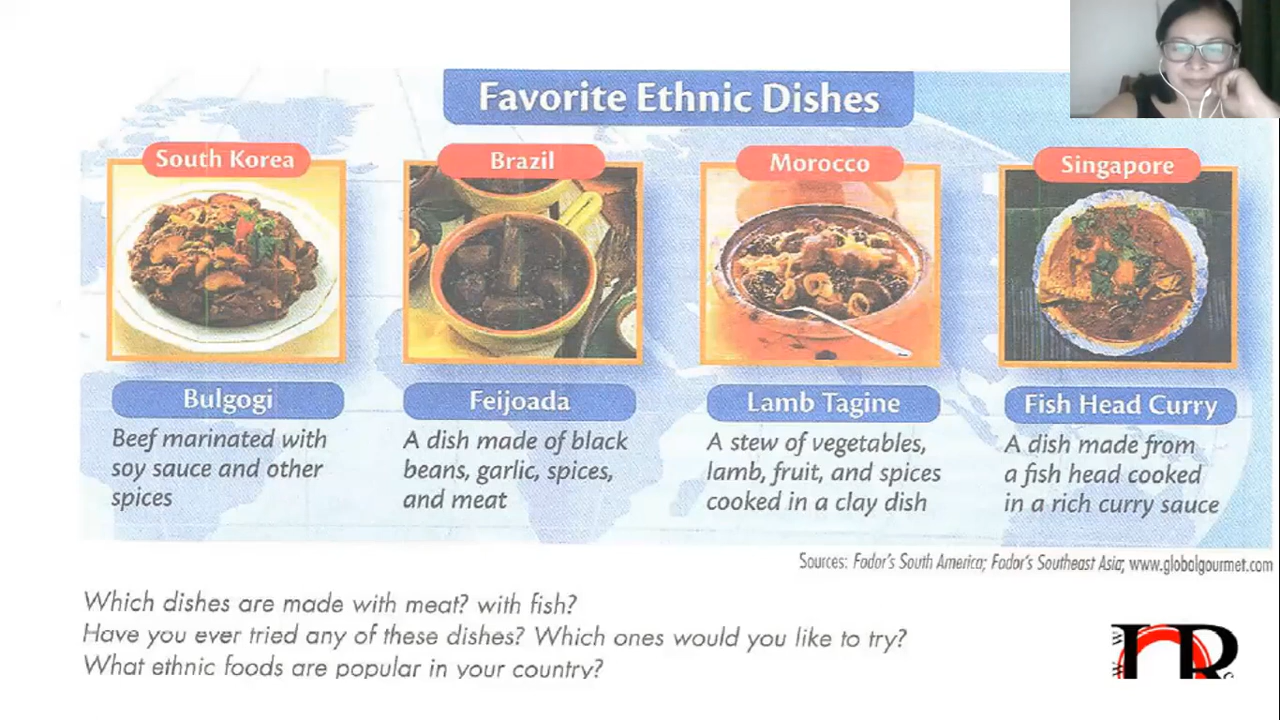 Favorite Ethnic Dishes
South Korea
Bulgogi
Beef marinated with
soy sauce and other
spices
Brazil
Feijoada
A dish made of black
beans, garlic, spices,
and meat
Morocco
Lamb Tagine
A stew of vegetables,
lamb, fruit, and spices
cooked in a clay dish
Singapore
Fish Head Curry
A dish made from
a fish head cooked
in a rich curry sauce
Sources: Fodor's South America; Fodor's Southeast Asia; www.globalgourmet.com
Which dishes are made with meat? with fish?
Have you ever tried any of these dishes? Which ones would you like to try?
What ethnic foods are popular in your country?